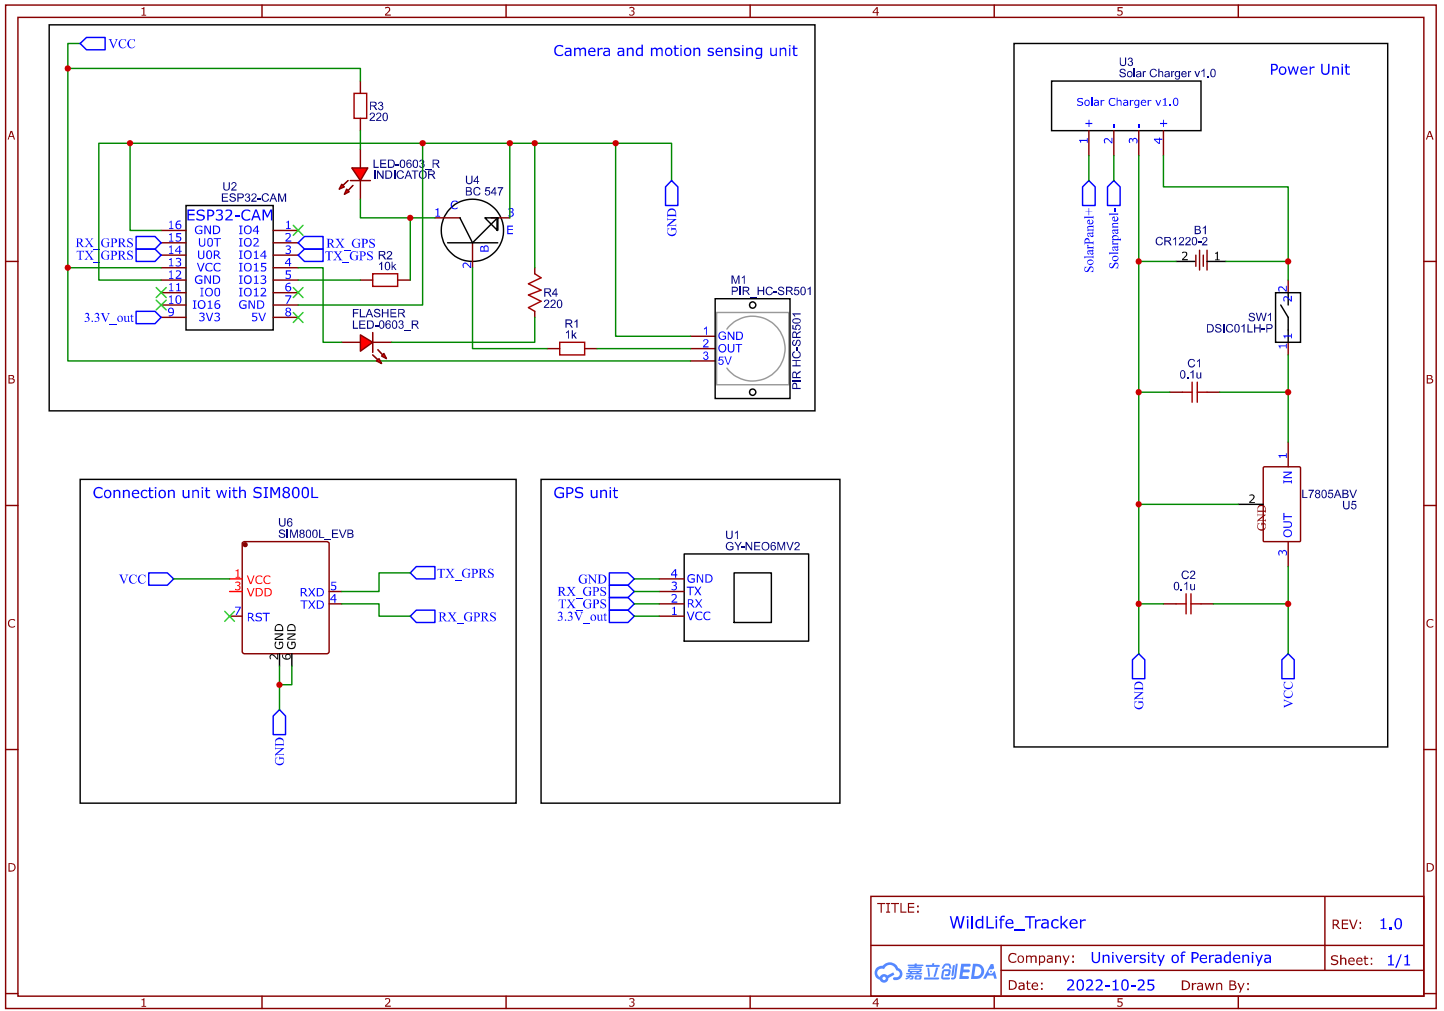 1
2
3
4
5
A
B
C
D
A
B
C
D
VCC
Camera and motion sensing unit
R3
220
LED-0603_R
INDICATOR
U4
BC 547
C
1
3
E
B
2
GND
U2
ESP32-CAM
ESP32-CAM
16 GND IO4 1
RX_GPRS 15 U0T IO2 2 RX_GPS
TX_GPRS 14 U0R IO14 3 TX_GPS
13 VCC IO15 4
12 GND IO13 5
11 IO0 IO12 6
10 IO16 GND 7
3.3V_out 9 3V3 5V 8
R2
10k
FLASHER
LED-0603_R
R4
220
R1
1k
M1
PIR_HC-SR501
1 GND
2 OUT
3 5V
PIR HC-SR501
Power Unit
U3
Solar Charger v1.0
Solar Charger v1.0
+ - - +
1 2 3 4
SolarPanel+
Solarpanel-
B1
CR1220-2
2 1
SW1
DSIC01LH-P
2
2
1
1
C1
0.1u
1
IN
L7805ABV
U5
2
GND
OUT
3
C2
0.1u
GND
VCC
Connection unit with SIM800L
U6
SIM800L_EVB
VCC 1 VCC
3 VDD
7 RST
RXD 5 TX_GPRS
TXD 4 RX_GPRS
GND GND
2 6
GND
GPS unit
U1
GY-NEO6MV2
GND 4 GND
RX_GPS 3 TX
TX_GPS 2 RX
3.3V_out 1 VCC
TITLE:
WildLife_Tracker
REV: 1.0
嘉立创EDA
Company: University of Peradeniya
Sheet: 1/1
Date: 2022-10-25 Drawn By:
1
2
3
4
5